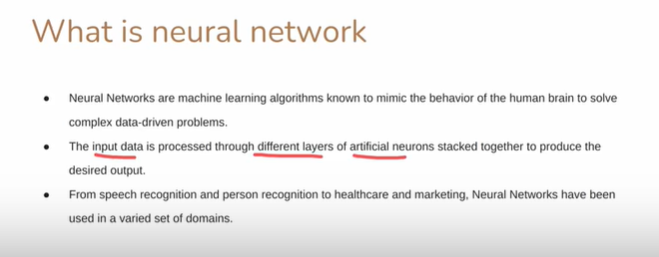 What is neural network
• Neural Networks are machine learning algorithms known to mimic the behavior of the human brain to solve
complex data-driven problems.
• The input data is processed through different layers of artificial neurons stacked together to produce the
desired output.
• From speech recognition and person recognition to healthcare and marketing, Neural Networks have been
used in a varied set of domains.